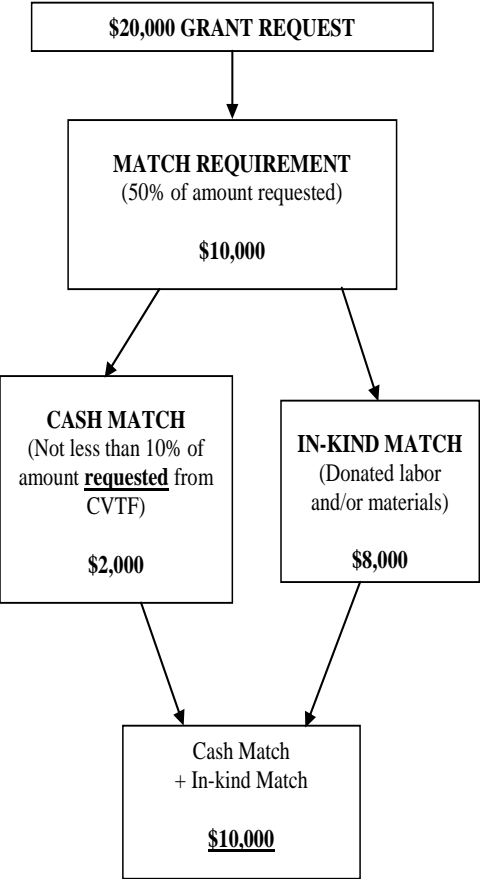 $20,000 GRANT REQUEST
MATCH REQUIREMENT
(50% of amount requested)
$10,000
CASH MATCH
(Not less than 10% of
amount requested from
CVTF)
$2,000
IN-KIND MATCH
(Donated labor
and/or materials)
$8,000
Cash Match
+ In-kind Match
$10,000